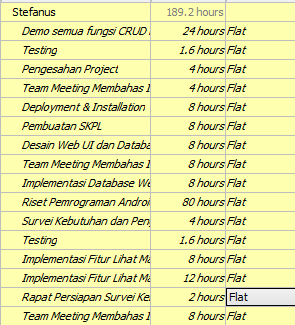 Stefanus 189.2 hours
Demo semua fungsi CRUD 24 hours Flat
Testing 1.6 hours Flat
Pengesahan Project 4 hours Flat
Team Meeting Membahas 4 hours Flat
Deployment & Installation 8 hours Flat
Pembuatan SKPL 8 hours Flat
Desain Web UI dan Databa 8 hours Flat
Team Meeting Membahas 8 hours Flat
Implementasi Database We 8 hours Flat
Riset Pemrograman Androi 80 hours Flat
Survei Kebutuhan dan Pen 4 hours Flat
Testing 1.6 hours Flat
Implementasi Fitur Lihat Ma 8 hours Flat
Implementasi Fitur Lihat Ma 12 hours Flat
Rapat Persiapan Survei Ke 2 hours Flat
Team Meeting Membahas 8 hours Flat